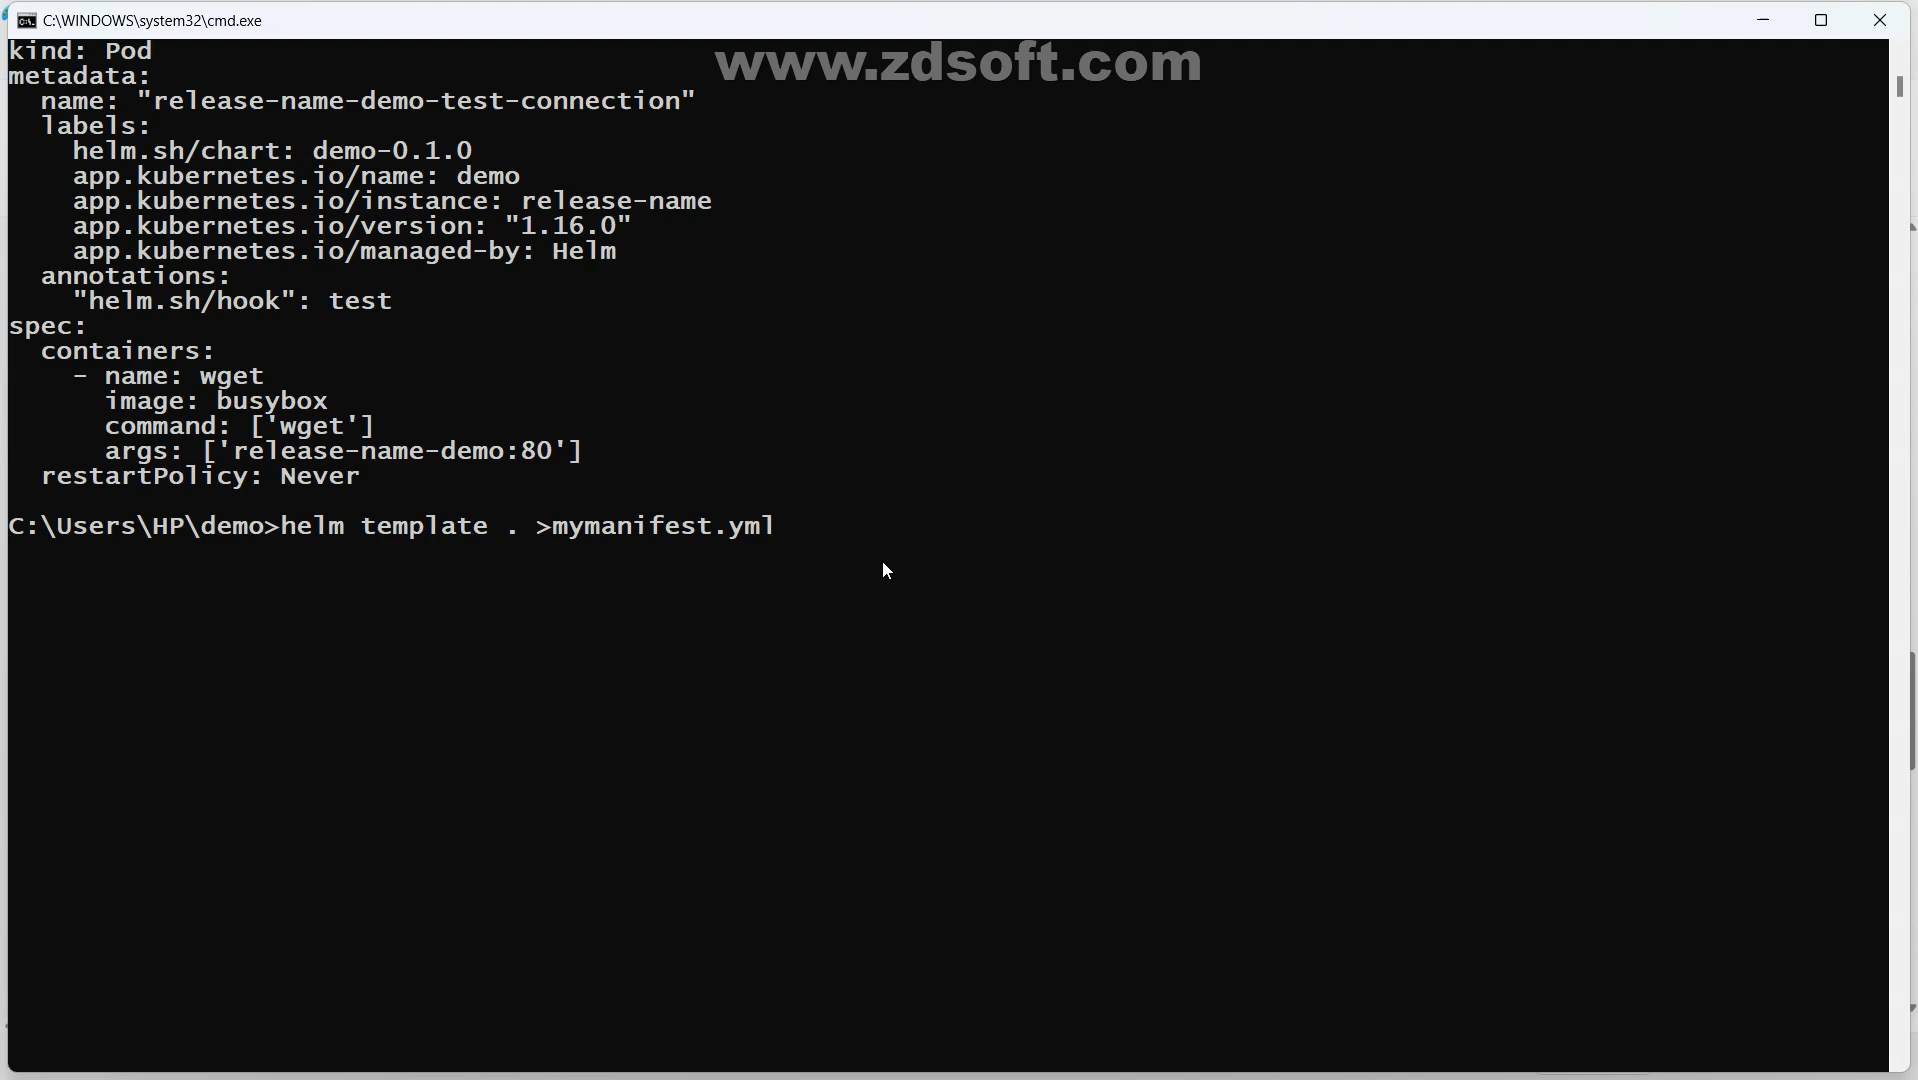 C:\WINDOWS\system32\cmd.exe
www.zdsoft.com
kind: Pod
metadata:
  name: "release-name-demo-test-connection"
  labels:
    helm.sh/chart: demo-0.1.0
    app.kubernetes.io/name: demo
    app.kubernetes.io/instance: release-name
    app.kubernetes.io/version: "1.16.0"
    app.kubernetes.io/managed-by: Helm
  annotations:
    "helm.sh/hook": test
spec:
  containers:
    - name: wget
      image: busybox
      command: ['wget']
      args: ['release-name-demo:80']
  restartPolicy: Never
C:\Users\HP\demo>helm template . >mymanifest.yml